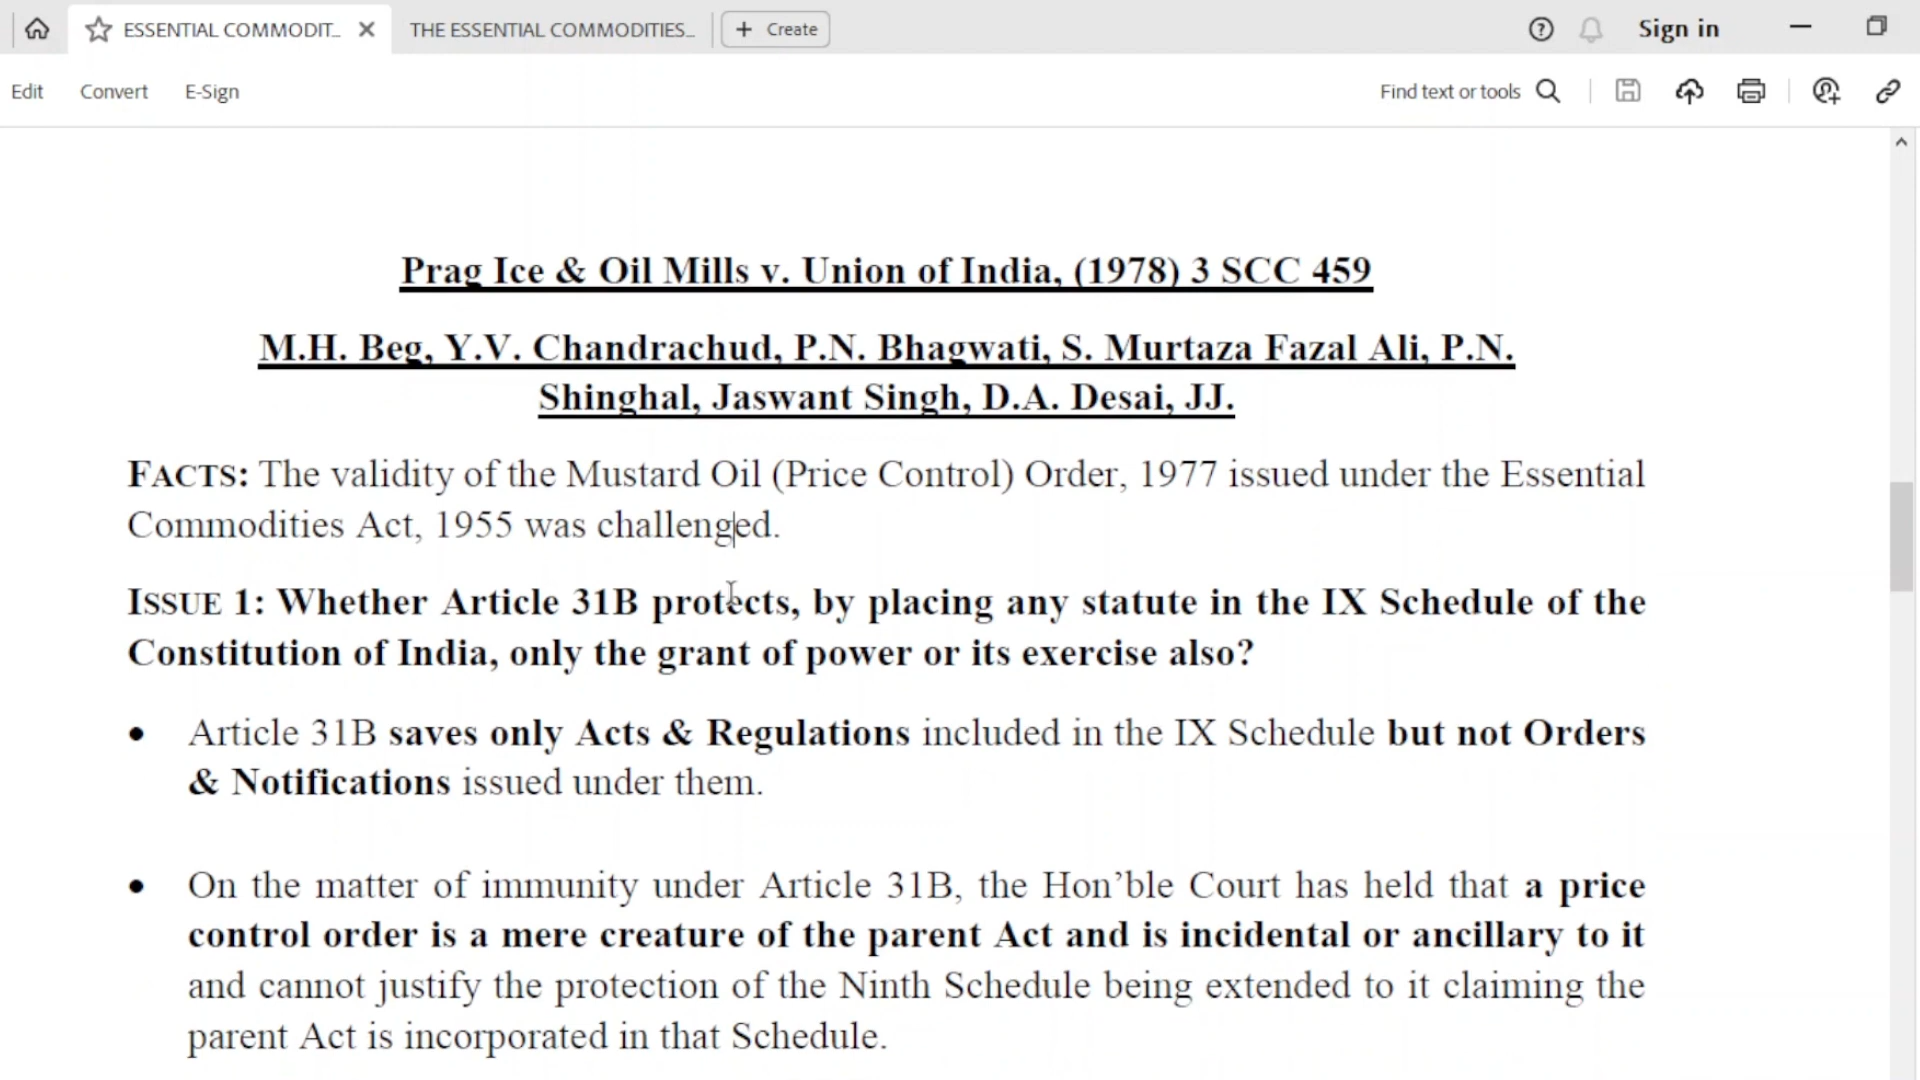 ESSENTIAL COMMODIT...
THE ESSENTIAL COMMODITIES...
Create
Sign in
Edit
Convert
E-Sign
Find text or tools
Prag Ice & Oil Mills v. Union of India, (1978) 3 SCC 459
M.H. Beg, Y.V. Chandrachud, P.N. Bhagwati, S. Murtaza Fazal Ali, P.N.
Shinghal, Jaswant Singh, D.A. Desai, JJ.
FACTS: The validity of the Mustard Oil (Price Control) Order, 1977 issued under the Essential
Commodities Act, 1955 was challenged.
ISSUE 1: Whether Article 31B protects, by placing any statute in the IX Schedule of the
Constitution of India, only the grant of power or its exercise also?
• Article 31B saves only Acts & Regulations included in the IX Schedule but not Orders
& Notifications issued under them.
• On the matter of immunity under Article 31B, the Hon’ble Court has held that a price
control order is a mere creature of the parent Act and is incidental or ancillary to it
and cannot justify the protection of the Ninth Schedule being extended to it claiming the
parent Act is incorporated in that Schedule.